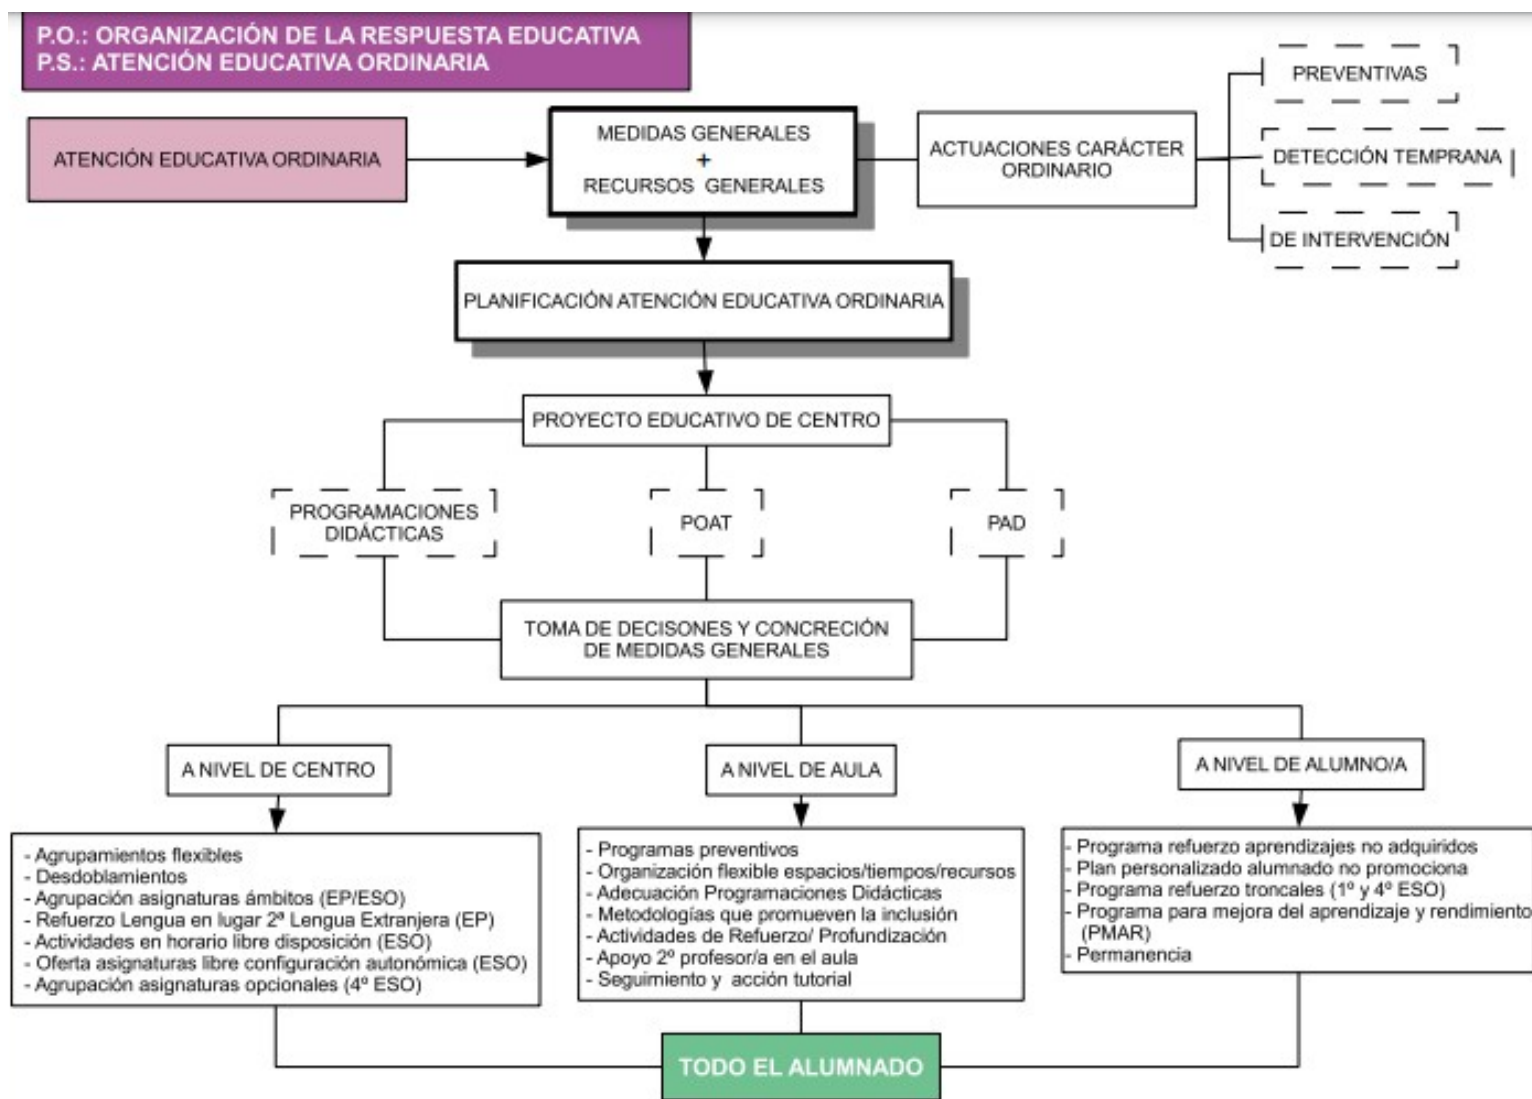 P.O.: ORGANIZACIÓN DE LA RESPUESTA EDUCATIVA
P.S.: ATENCIÓN EDUCATIVA ORDINARIA
ATENCIÓN EDUCATIVA ORDINARIA
MEDIDAS GENERALES
+
RECURSOS GENERALES
ACTUACIONES CARÁCTER
ORDINARIO
PREVENTIVAS
DETECCIÓN TEMPRANA
DE INTERVENCIÓN
PLANIFICACIÓN ATENCIÓN EDUCATIVA ORDINARIA
PROYECTO EDUCATIVO DE CENTRO
PROGRAMACIONES
DIDÁCTICAS
POAT
PAD
TOMA DE DECISONES Y CONCRECIÓN
DE MEDIDAS GENERALES
A NIVEL DE CENTRO
- Agrupamientos flexibles
- Desdoblamientos
- Agrupación asignaturas ámbitos (EP/ESO)
- Refuerzo Lengua en lugar 2ª Lengua Extranjera (EP)
- Actividades en horario libre disposición (ESO)
- Oferta asignaturas libre configuración autonómica (ESO)
- Agrupación asignaturas opcionales (4º ESO)
A NIVEL DE AULA
- Programas preventivos
- Organización flexible espacios/tiempos/recursos
- Adecuación Programaciones Didácticas
- Metodologías que promueven la inclusión
- Actividades de Refuerzo/ Profundización
- Apoyo 2º profesor/a en el aula
- Seguimiento y acción tutorial
A NIVEL DE ALUMNO/A
- Programa refuerzo aprendizajes no adquiridos
- Plan personalizado alumnado no promociona
- Programa refuerzo troncales (1º y 4º ESO)
- Programa para mejora del aprendizaje y rendimiento
(PMAR)
- Permanencia
TODO EL ALUMNADO